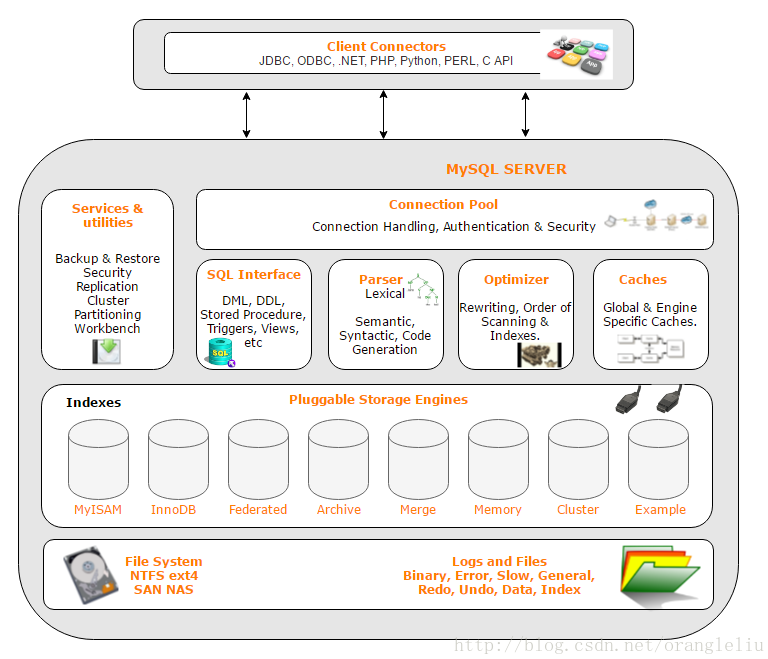 Client Connectors
JDBC, ODBC, .NET, PHP, Python, PERL, C API
App
MySQL SERVER
Services &
utilities
Backup & Restore
Security
Replication
Cluster
Partitioning
Workbench
Connection Pool
Connection Handling, Authentication & Security
SQL Interface
DML, DDL,
Stored Procedure,
Triggers, Views,
etc
SQL
Parser
Lexical
Semantic,
Syntactic, Code
Generation
Optimizer
Rewriting, Order of
Scanning &
Indexes.
Caches
Global & Engine
Specific Caches.
Indexes
Pluggable Storage Engines
MyISAM
InnoDB
Federated
Archive
Merge
Memory
Cluster
Example
File System
NTFS ext4
SAN NAS
Logs and Files
Binary, Error, Slow, General,
Redo, Undo, Data, Index
http://blog.csdn.net/orangleliu